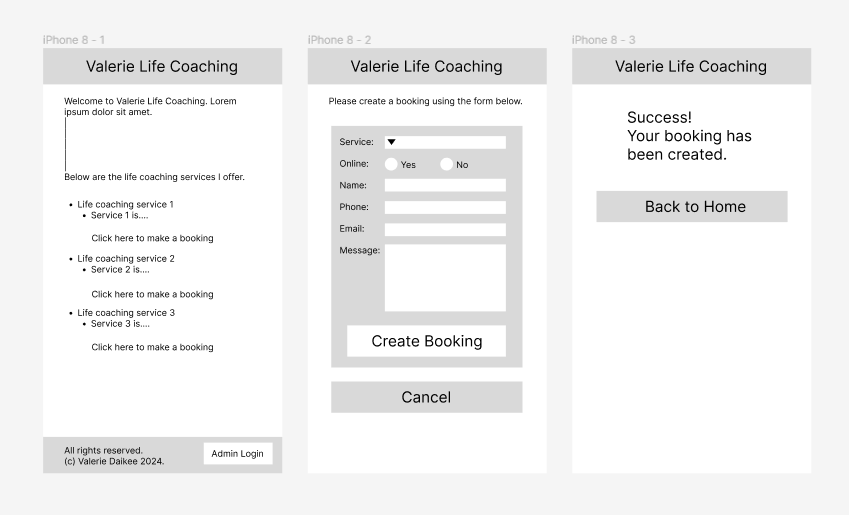 iPhone 8 - 1
Valerie Life Coaching
Welcome to Valerie Life Coaching. Lorem
ipsum dolor sit amet.
Below are the life coaching services I offer.
• Life coaching service 1
• Service 1 is....
Click here to make a booking
• Life coaching service 2
• Service 2 is....
Click here to make a booking
• Life coaching service 3
• Service 3 is....
Click here to make a booking
All rights reserved.
(c) Valerie Daikee 2024.
Admin Login
iPhone 8 - 2
Valerie Life Coaching
Please create a booking using the form below.
Service:
Online: Yes No
Name:
Phone:
Email:
Message:
Create Booking
Cancel
iPhone 8 - 3
Valerie Life Coaching
Success!
Your booking has
been created.
Back to Home